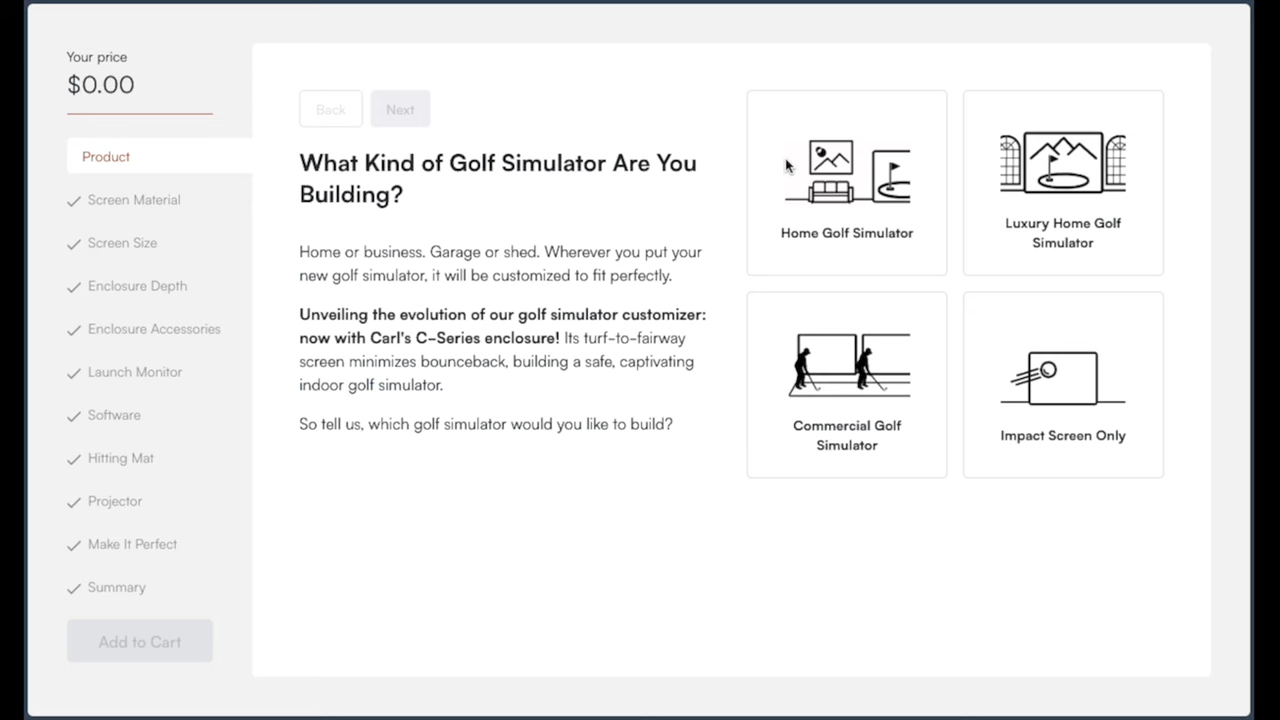 Your price
$0.00
Product
Screen Material
Screen Size
Enclosure Depth
Enclosure Accessories
Launch Monitor
Software
Hitting Mat
Projector
Make It Perfect
Summary
Add to Cart
Back
Next
What Kind of Golf Simulator Are You
Building?
Home or business. Garage or shed. Wherever you put your
new golf simulator, it will be customized to fit perfectly.
Unveiling the evolution of our golf simulator customizer:
now with Carl's C-Series enclosure! Its turf-to-fairway
screen minimizes bounceback, building a safe, captivating
indoor golf simulator.
So tell us, which golf simulator would you like to build?
Home Golf Simulator
Luxury Home Golf
Simulator
Commercial Golf
Simulator
Impact Screen Only